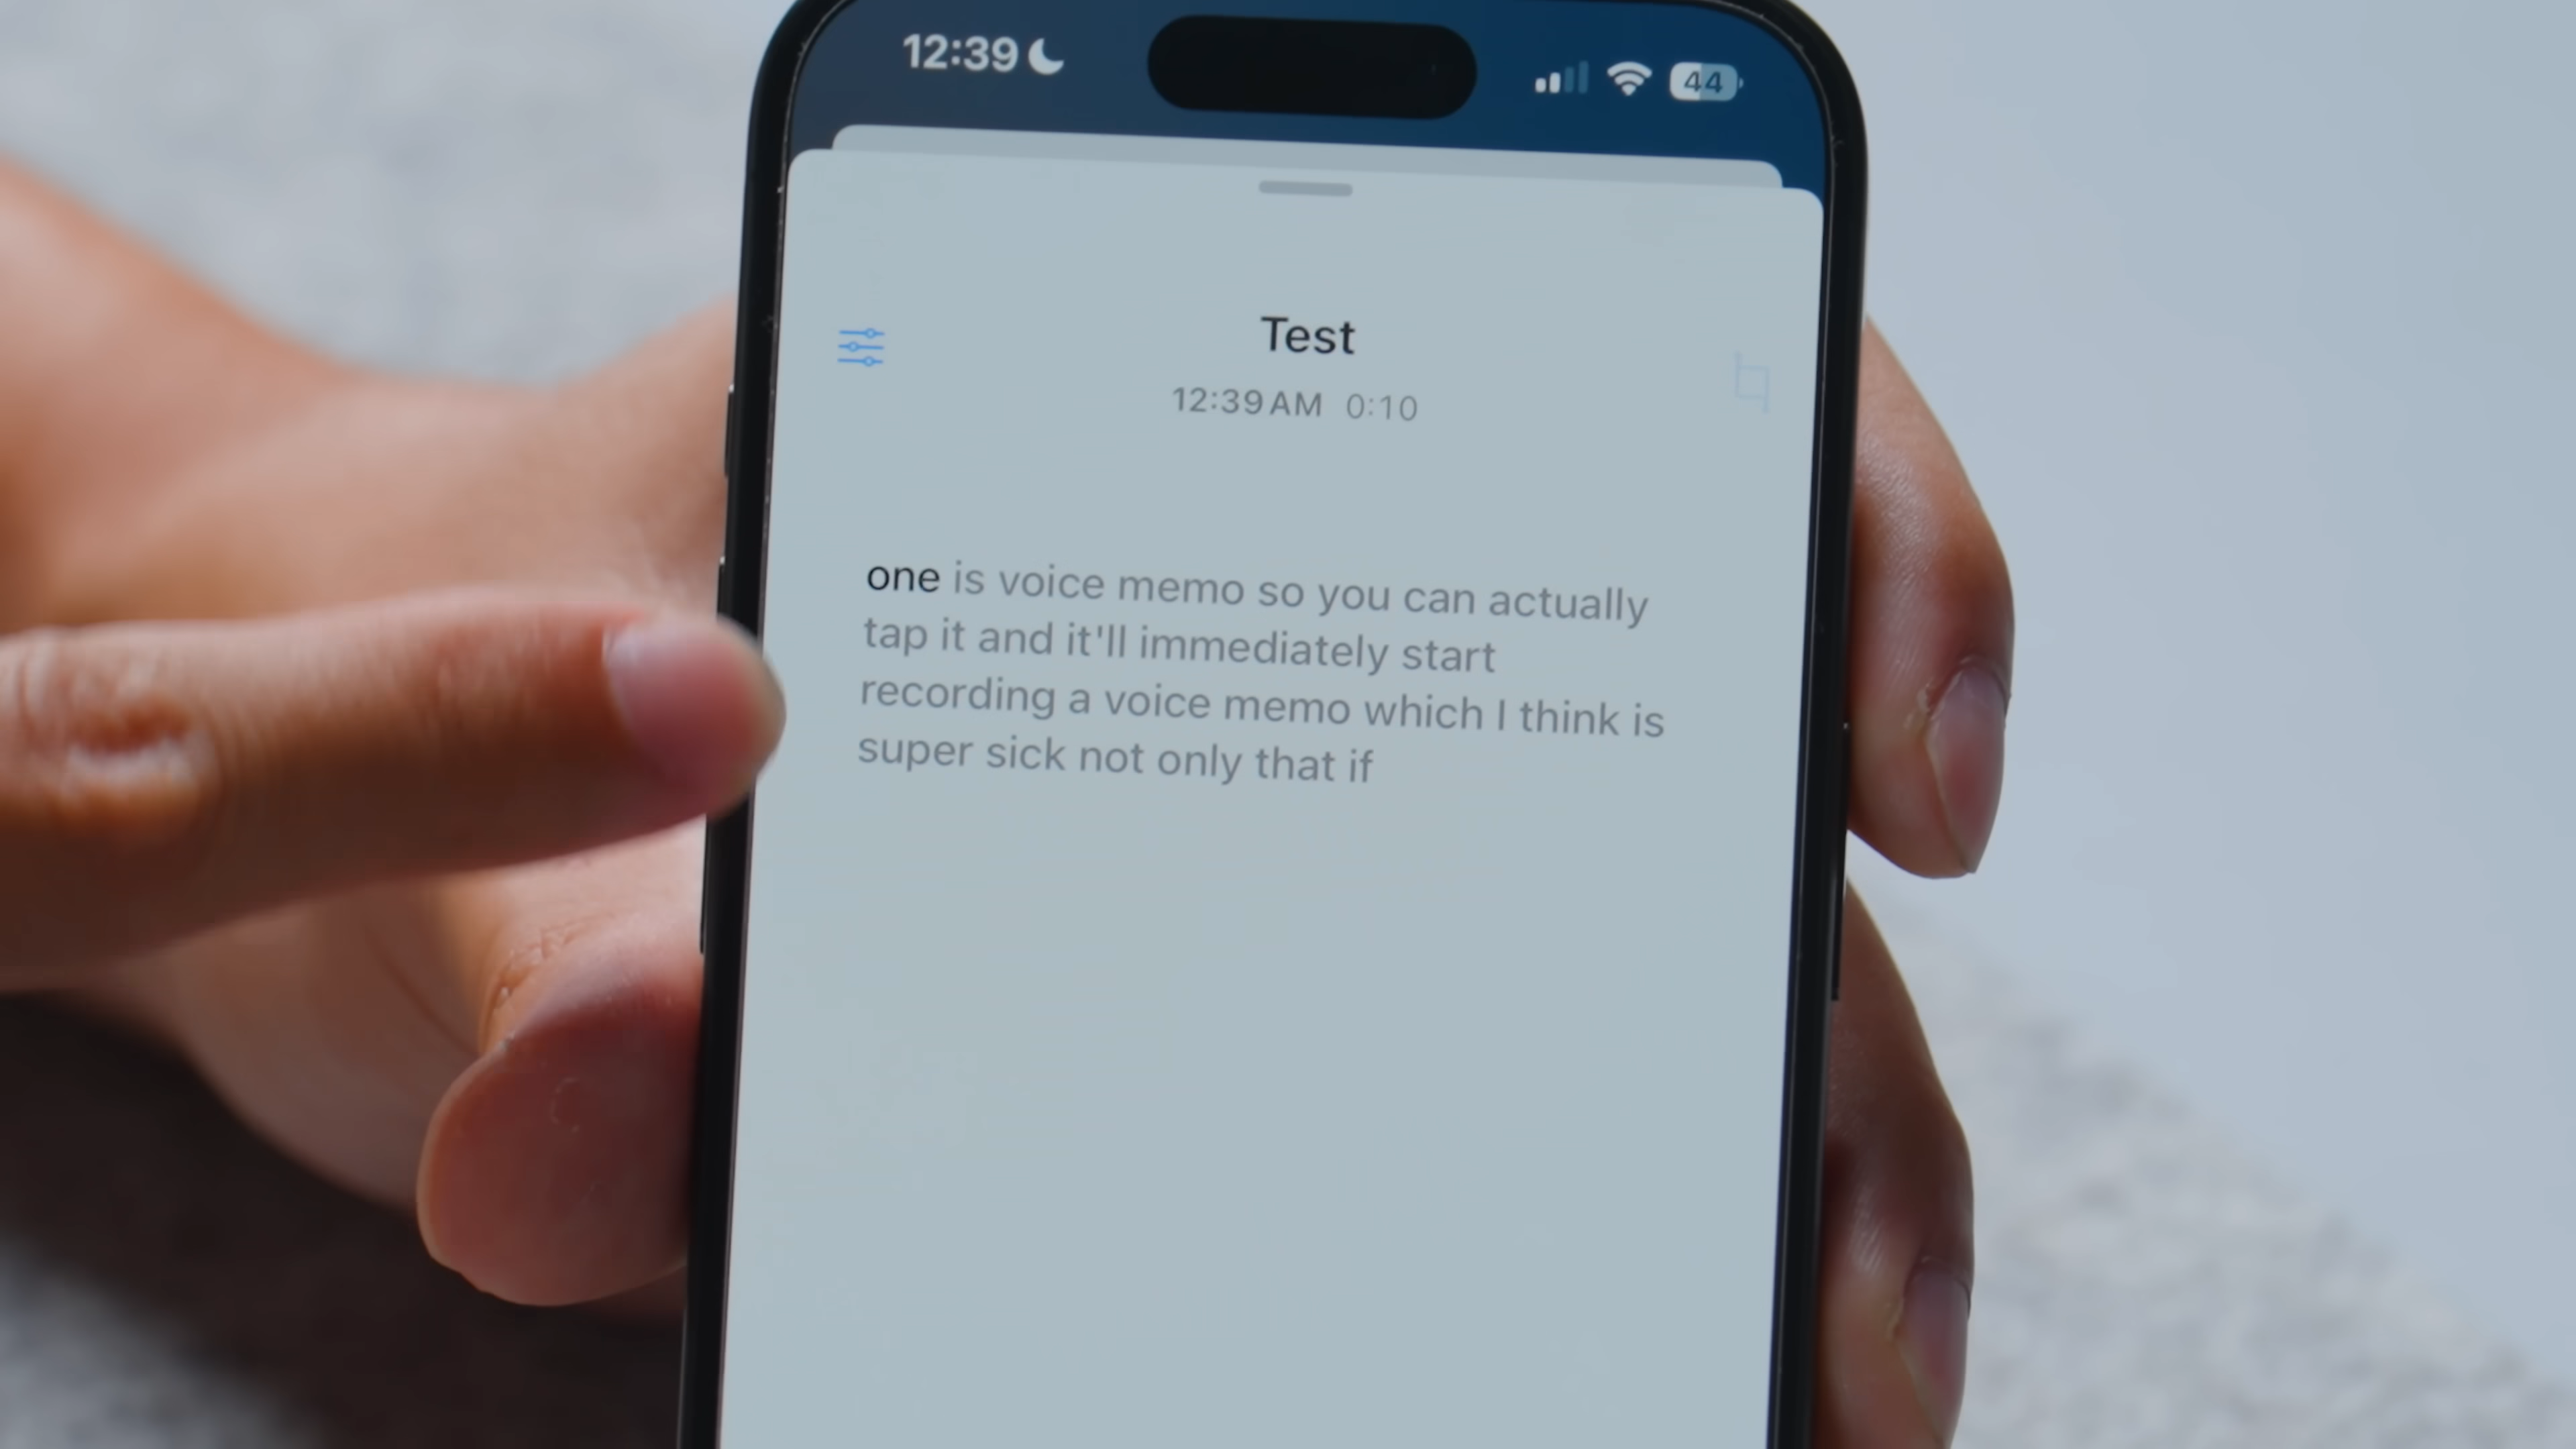 12:39
44
Test
12:39 AM 0:10
one is voice memo so you can actually
tap it and it'll immediately start
recording a voice memo which I think is
super sick not only that if